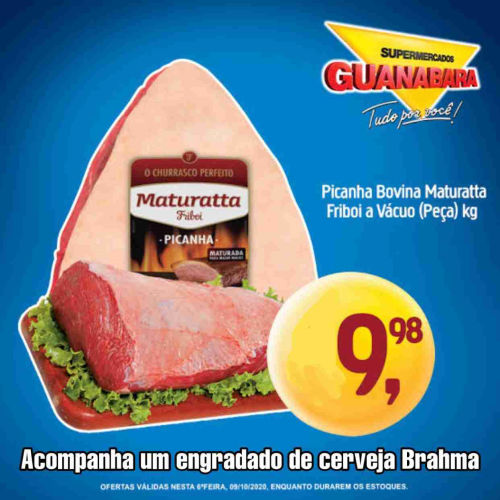 SUPERMERCADOS
GUANABARA
Tudo por você!
O CHURRASCO PERFEITO
Maturatta
Friboi
· PICANHA ·
MATURADA
Picanha Bovina Maturatta
Friboi a Vácuo (Peça) kg
9,98
Acompanha um engradado de cerveja Brahma
OFERTAS VÁLIDAS NESTA 6ªFEIRA, 09/10/2020, ENQUANTO DURAREM OS ESTOQUES.